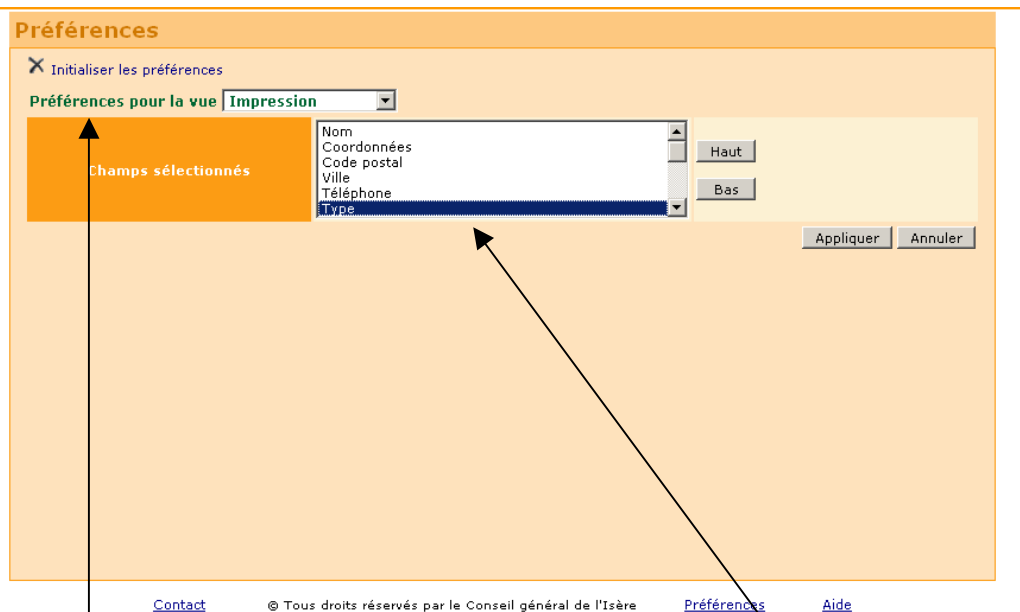 Préférences
Initialiser les préférences
Préférences pour la vue Impression
Champs sélectionnés
Nom
Coordonnées
Code postal
Ville
Téléphone
Type
Haut
Bas
Appliquer Annuler
Contact © Tous droits réservés par le Conseil général de l'Isère Préférences Aide